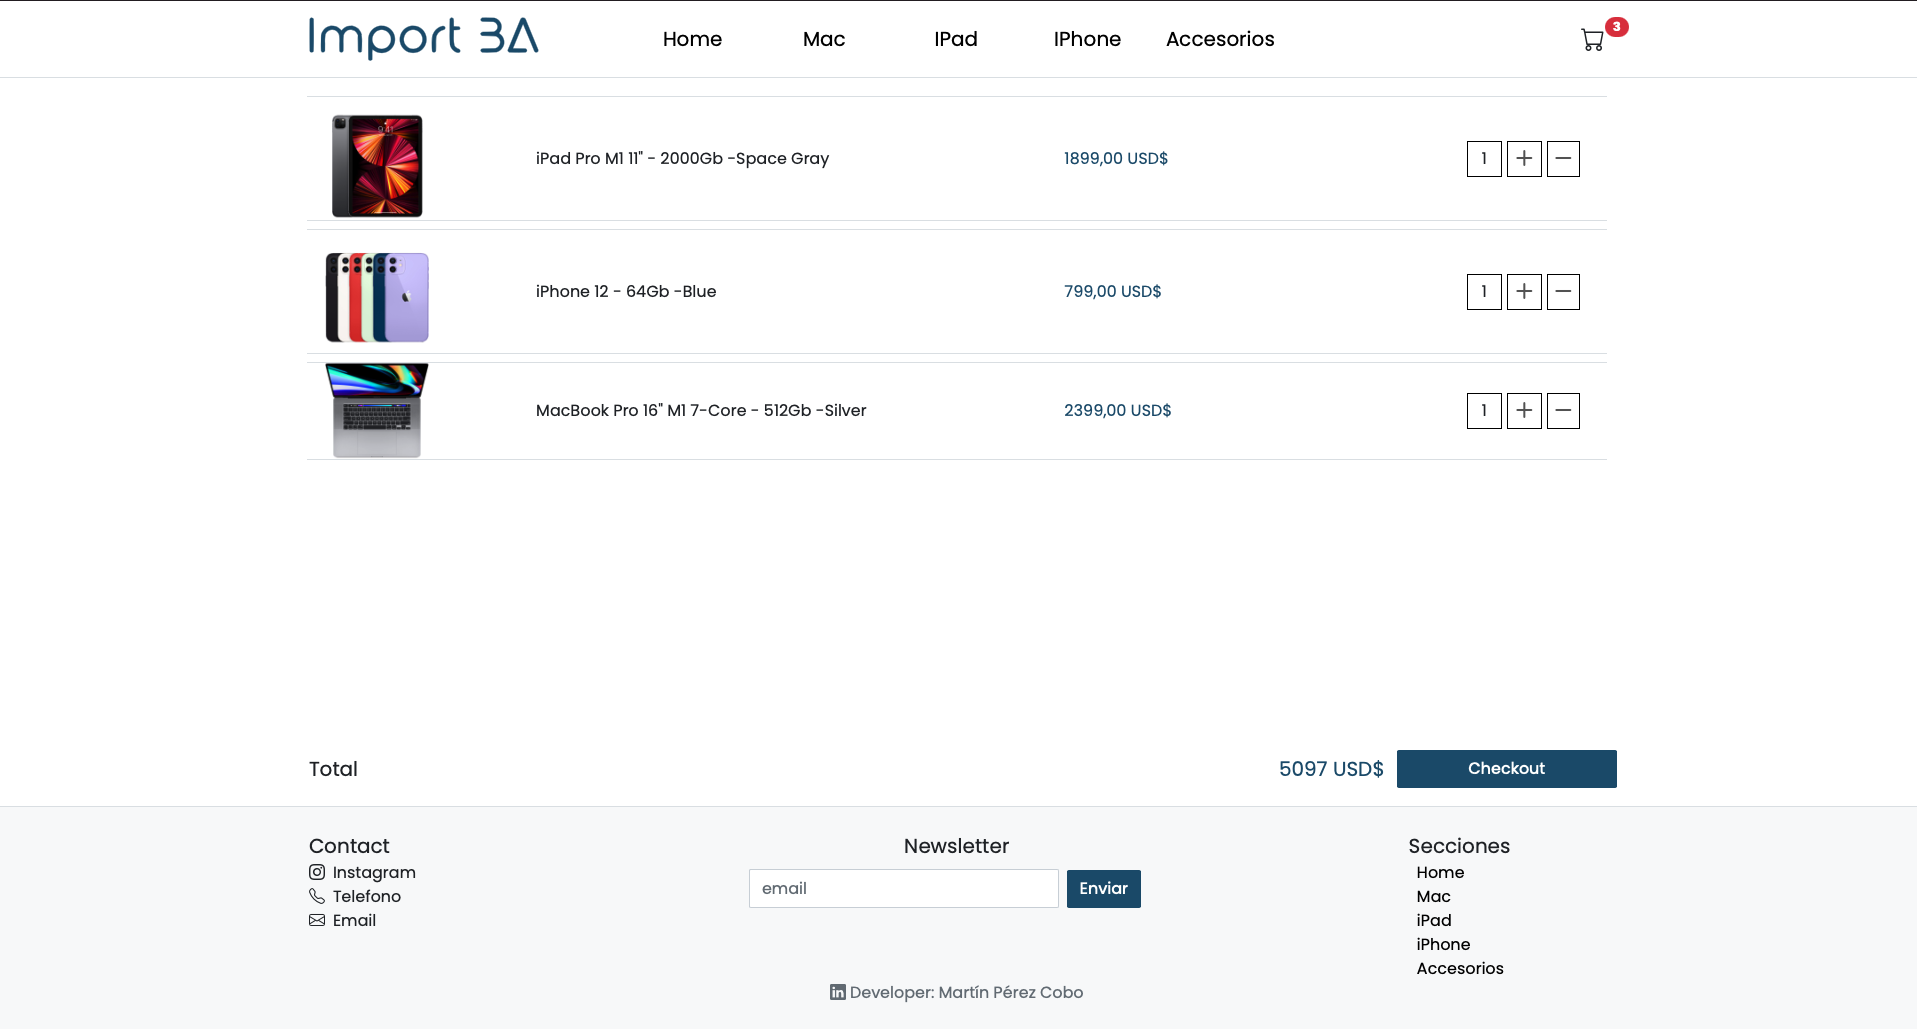 Import BA
Home Mac IPad IPhone Accesorios 3
9:41
iPad Pro M1 11" - 2000Gb -Space Gray 1899,00 USD$ 1
iPhone 12 - 64Gb -Blue 799,00 USD$ 1
MacBook Pro 16" M1 7-Core - 512Gb -Silver 2399,00 USD$ 1
Total 5097 USD$ Checkout
Contact
Instagram
Telefono
Email
Newsletter
email Enviar
Secciones
Home
Mac
iPad
iPhone
Accesorios
Developer: Martín Pérez Cobo